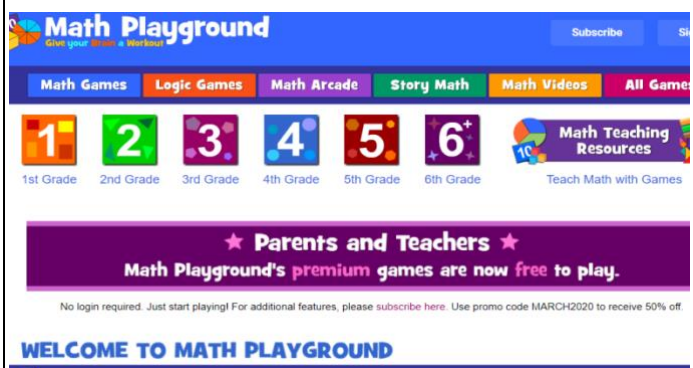 Math Playground
Give your Brain a Workout
Subscribe
Math Games Logic Games Math Arcade Story Math Math Videos All Games
1 2 3 4 5 6+
10 Math Teaching
Resources
1st Grade 2nd Grade 3rd Grade 4th Grade 5th Grade 6th Grade Teach Math with Games
Parents and Teachers
Math Playground's premium games are now free to play.
No login required. Just start playing! For additional features, please subscribe here. Use promo code MARCH2020 to receive 50% off.
WELCOME TO MATH PLAYGROUND